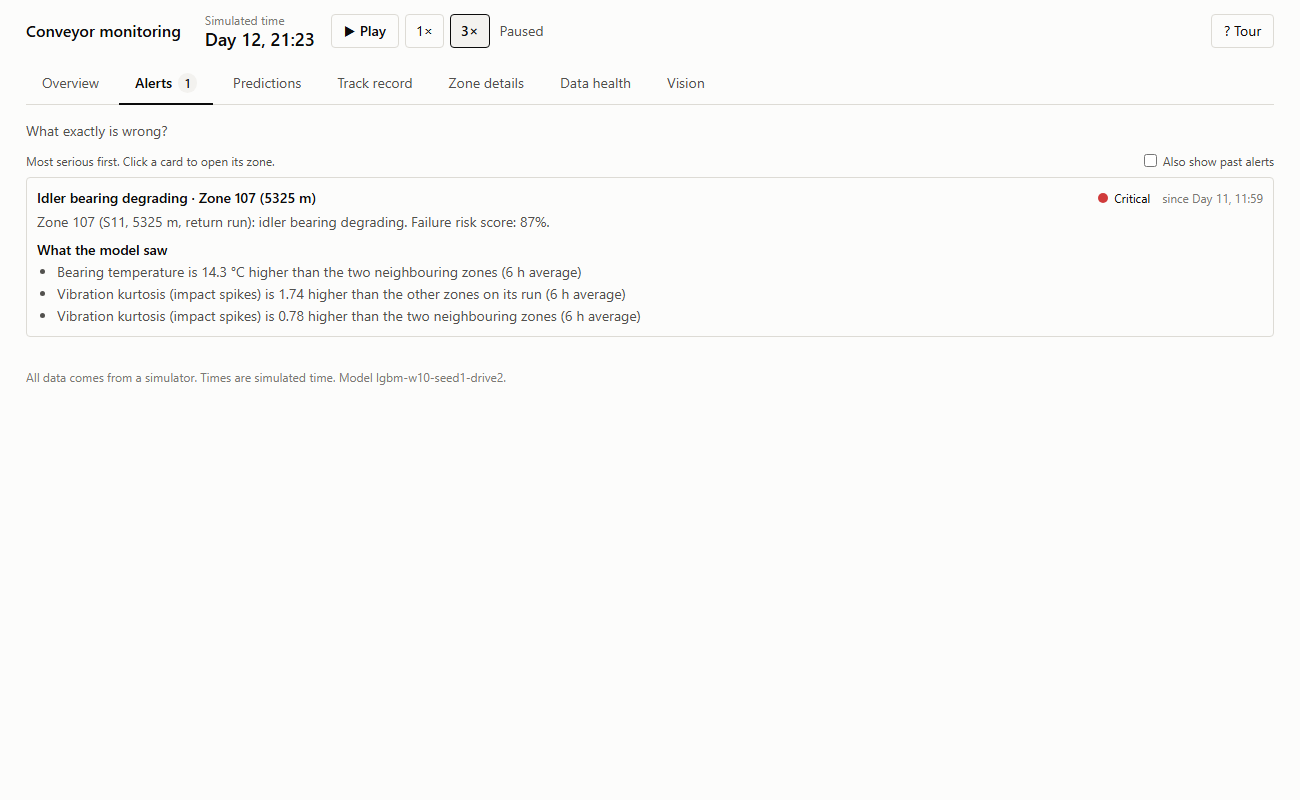 Conveyor monitoring
Simulated time
Day 12, 21:23
▶ Play
1×
3×
Paused
? Tour
Overview
Alerts 1
Predictions
Track record
Zone details
Data health
Vision
What exactly is wrong?
Most serious first. Click a card to open its zone.
Also show past alerts
Idler bearing degrading · Zone 107 (5325 m)
Critical since Day 11, 11:59
Zone 107 (S11, 5325 m, return run): idler bearing degrading. Failure risk score: 87%.
What the model saw
• Bearing temperature is 14.3 °C higher than the two neighbouring zones (6 h average)
• Vibration kurtosis (impact spikes) is 1.74 higher than the other zones on its run (6 h average)
• Vibration kurtosis (impact spikes) is 0.78 higher than the two neighbouring zones (6 h average)
All data comes from a simulator. Times are simulated time. Model lgbm-w10-seed1-drive2.